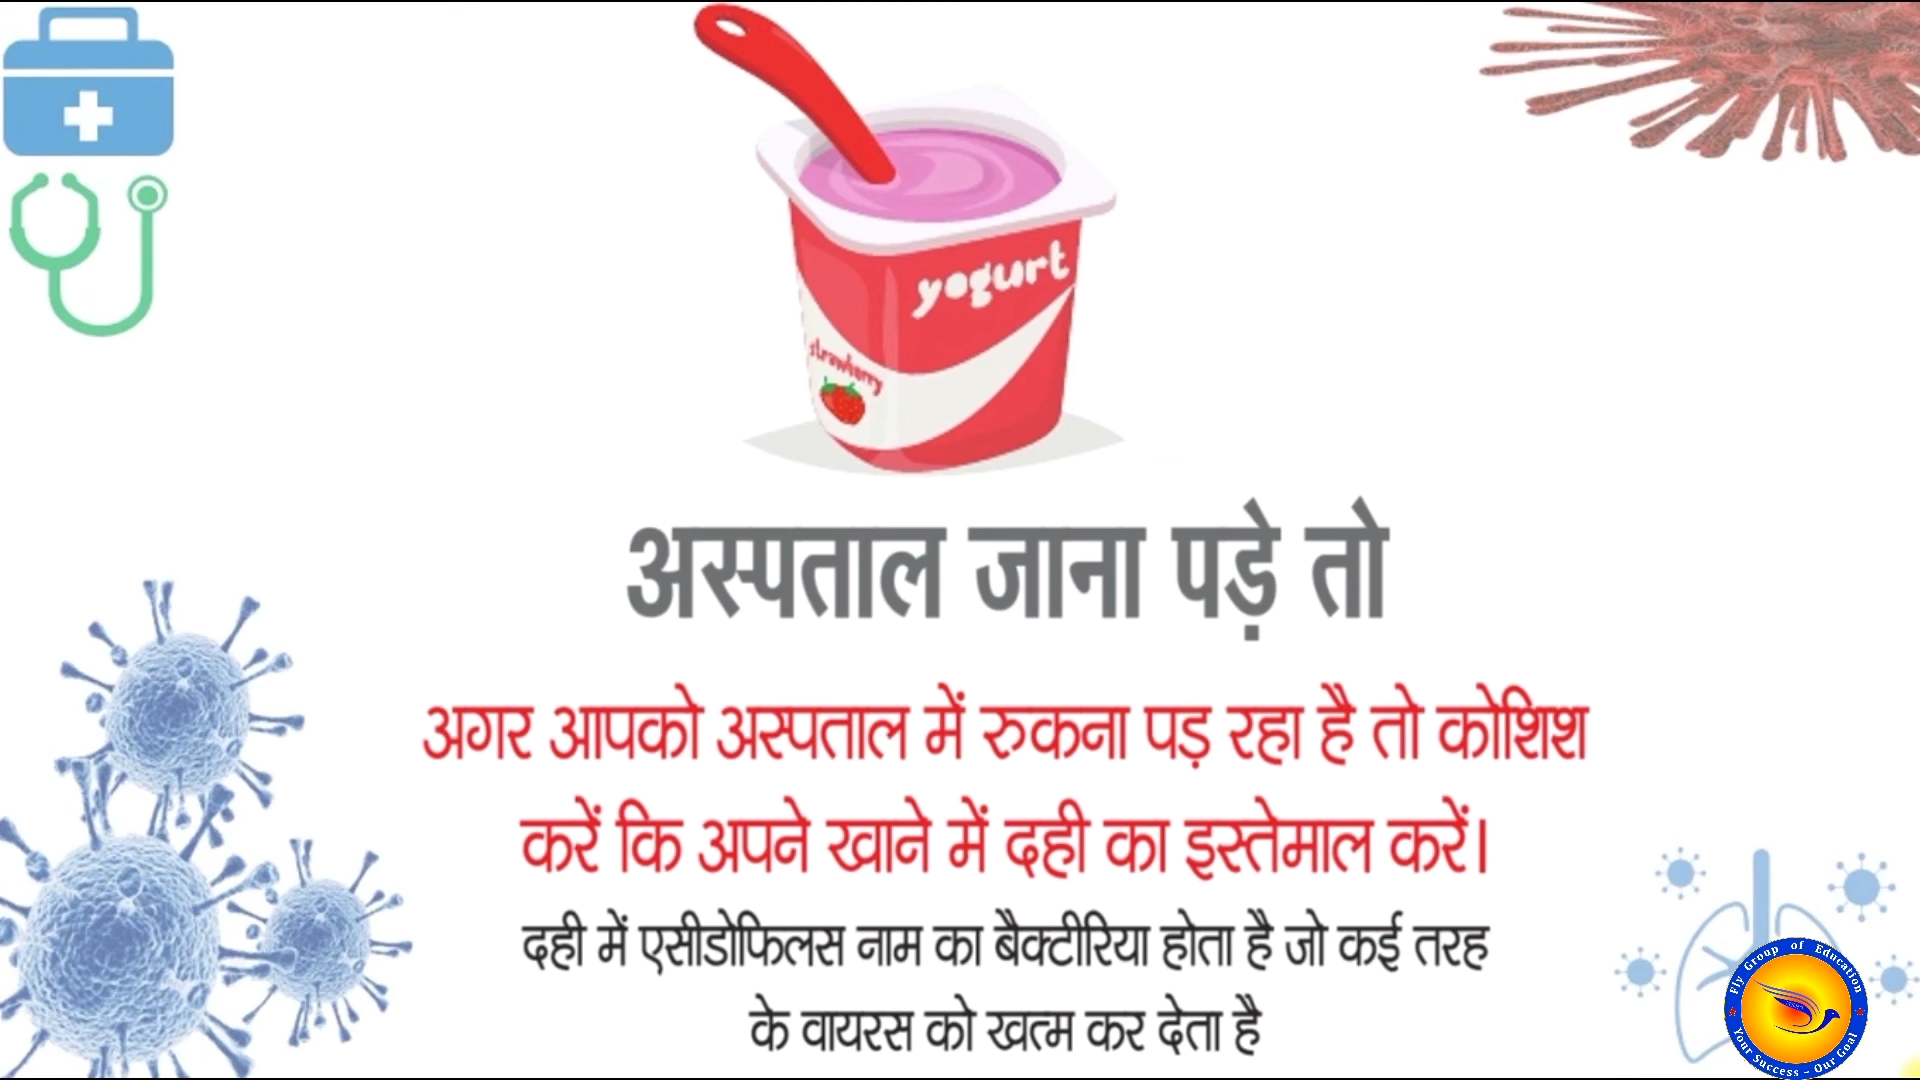 yogurt
strawberry
अस्पताल जाना पड़े तो
अगर आपको अस्पताल में रुकना पड़ रहा है तो कोशिश
करें कि अपने खाने में दही का इस्तेमाल करें।
दही में एसीडोफिलस नाम का बैक्टीरिया होता है जो कई तरह
के वायरस को खत्म कर देता है
Fly Group of Education
Your Success - Our Goal